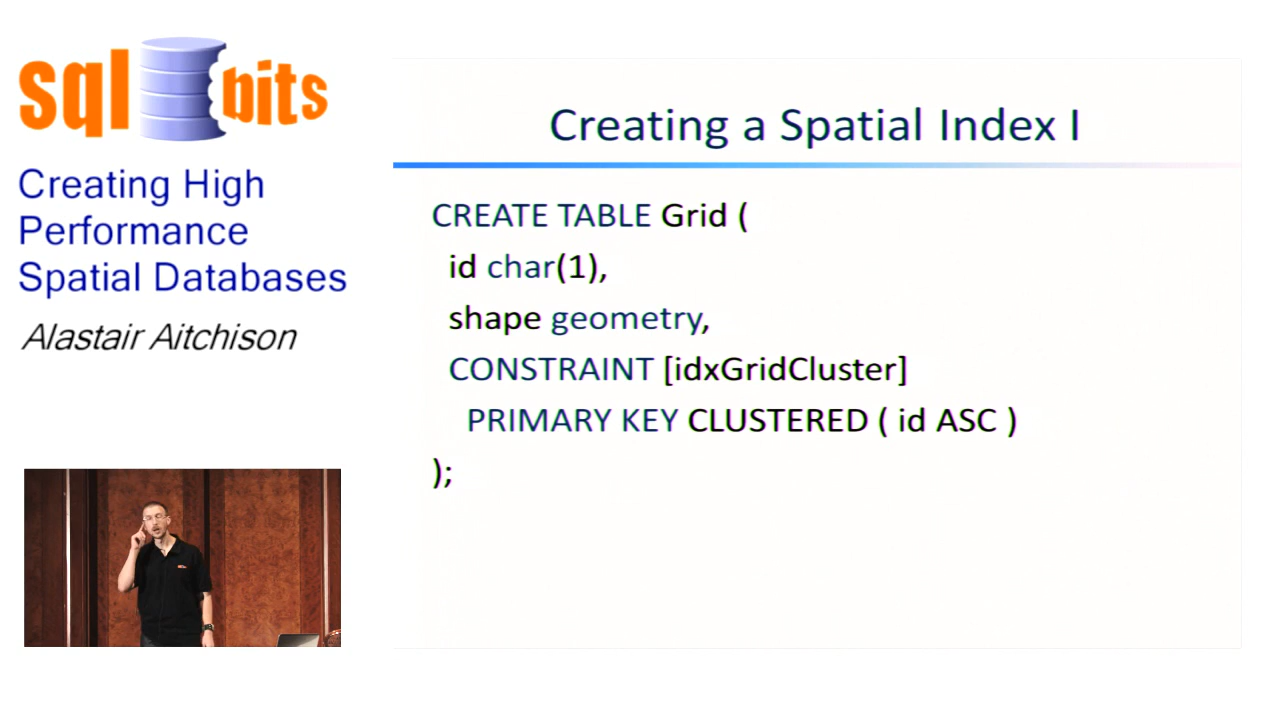 sql bits
Creating High
Performance
Spatial Databases
Alastair Aitchison
Creating a Spatial Index I
CREATE TABLE Grid (
id char(1),
shape geometry,
CONSTRAINT [idxGridCluster]
PRIMARY KEY CLUSTERED ( id ASC )
);